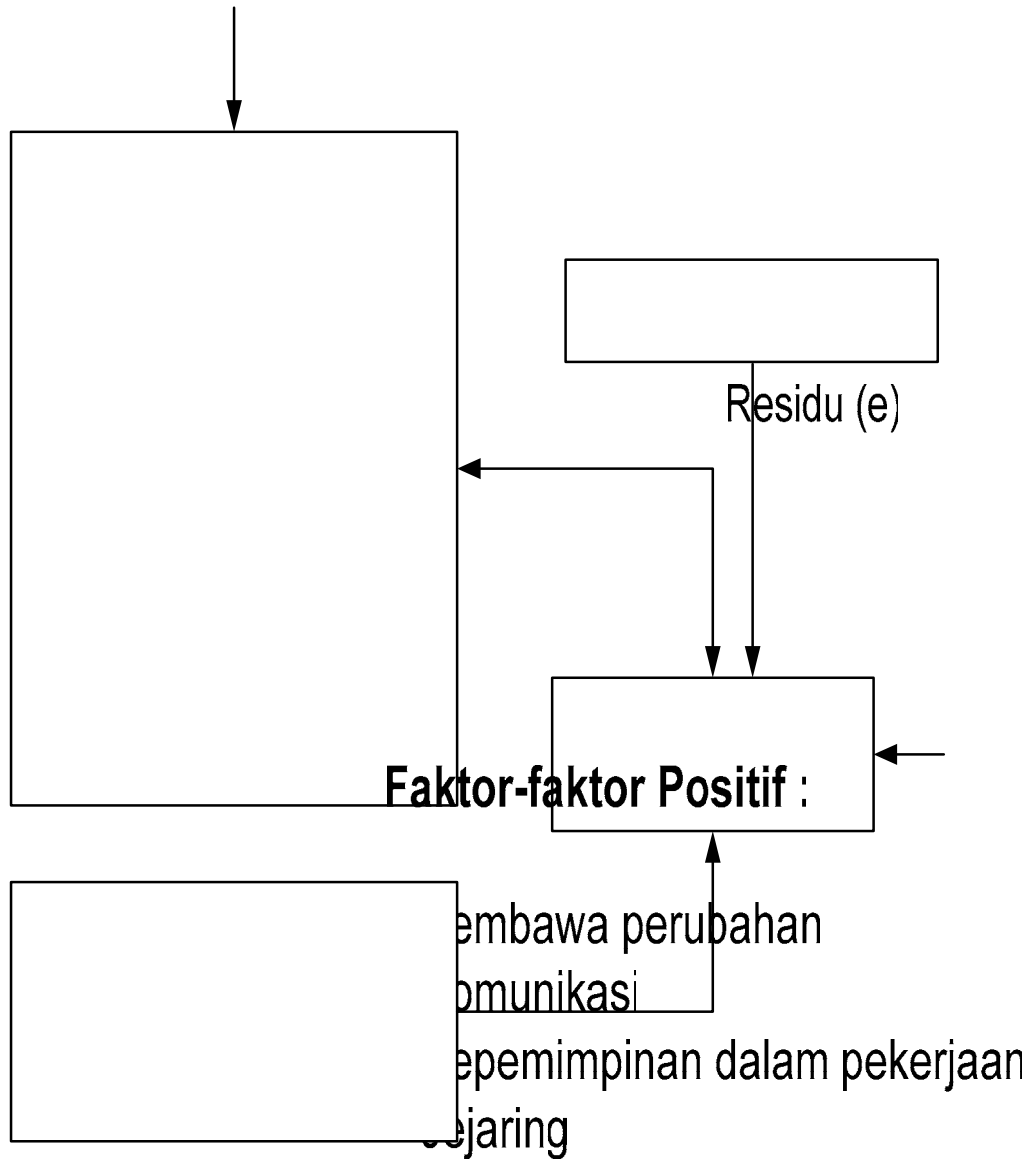 Residu (e)
Faktor-faktor Positif :
embawa perubahan
omunikasi
epemimpinan dalam pekerjaan
ejaring